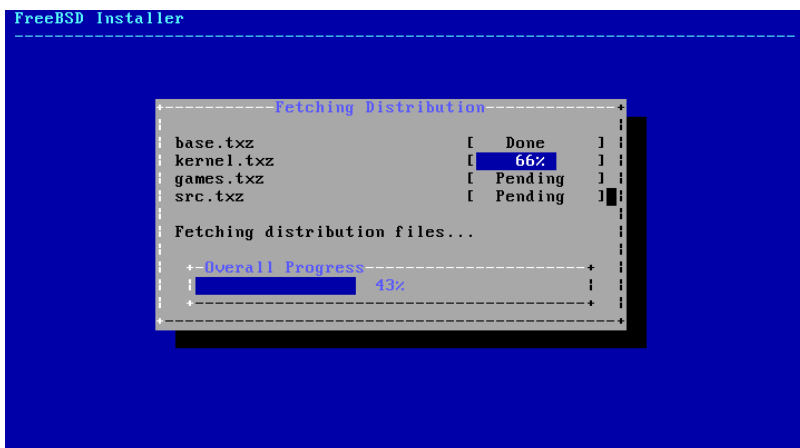 FreeBSD Installer
Fetching Distribution
base.txz [ Done ]
kernel.txz [ 66% ]
games.txz [ Pending ]
src.txz [ Pending ]
Fetching distribution files...
Overall Progress
43%